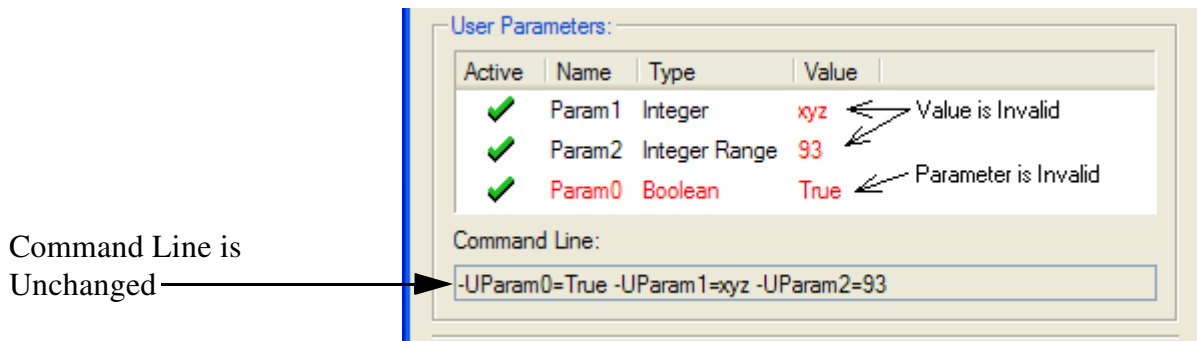 User Parameters:
Active Name Type Value
Param1 Integer xyz Value is Invalid
Param2 Integer Range 93
Param0 Boolean True Parameter is Invalid
Command Line is
Unchanged
Command Line:
-UParam0=True -UParam1=xyz -UParam2=93